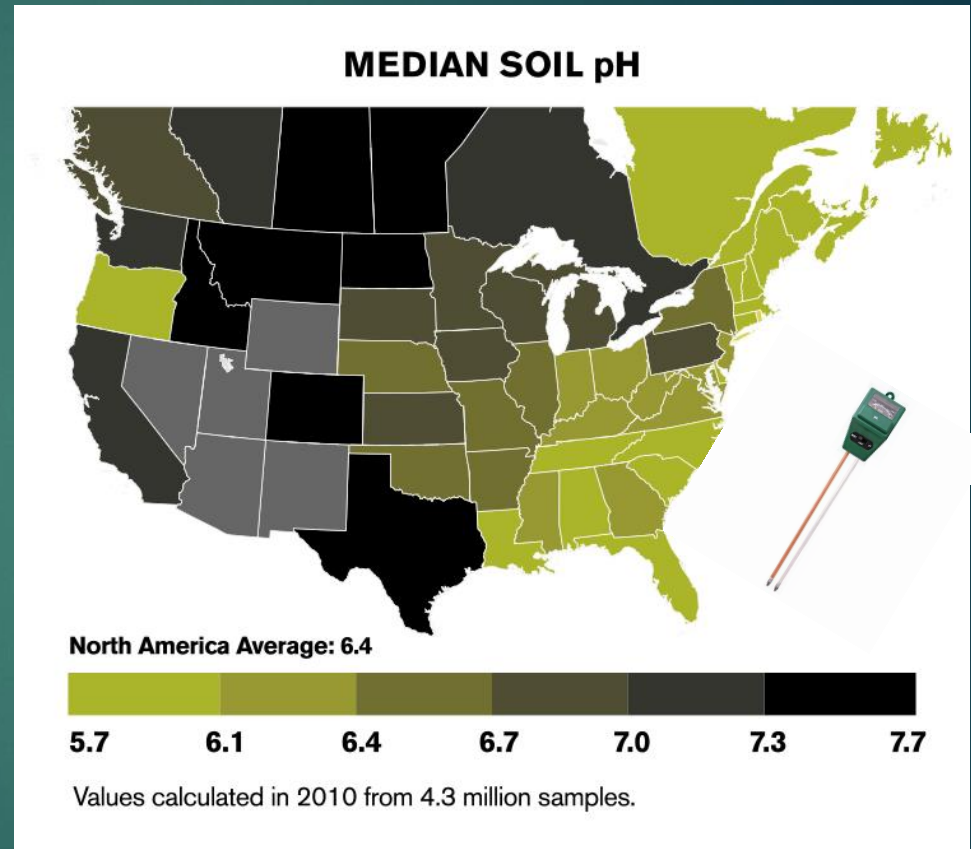 MEDIAN SOIL pH
North America Average: 6.4
5.7 6.1 6.4 6.7 7.0 7.3 7.7
Values calculated in 2010 from 4.3 million samples.